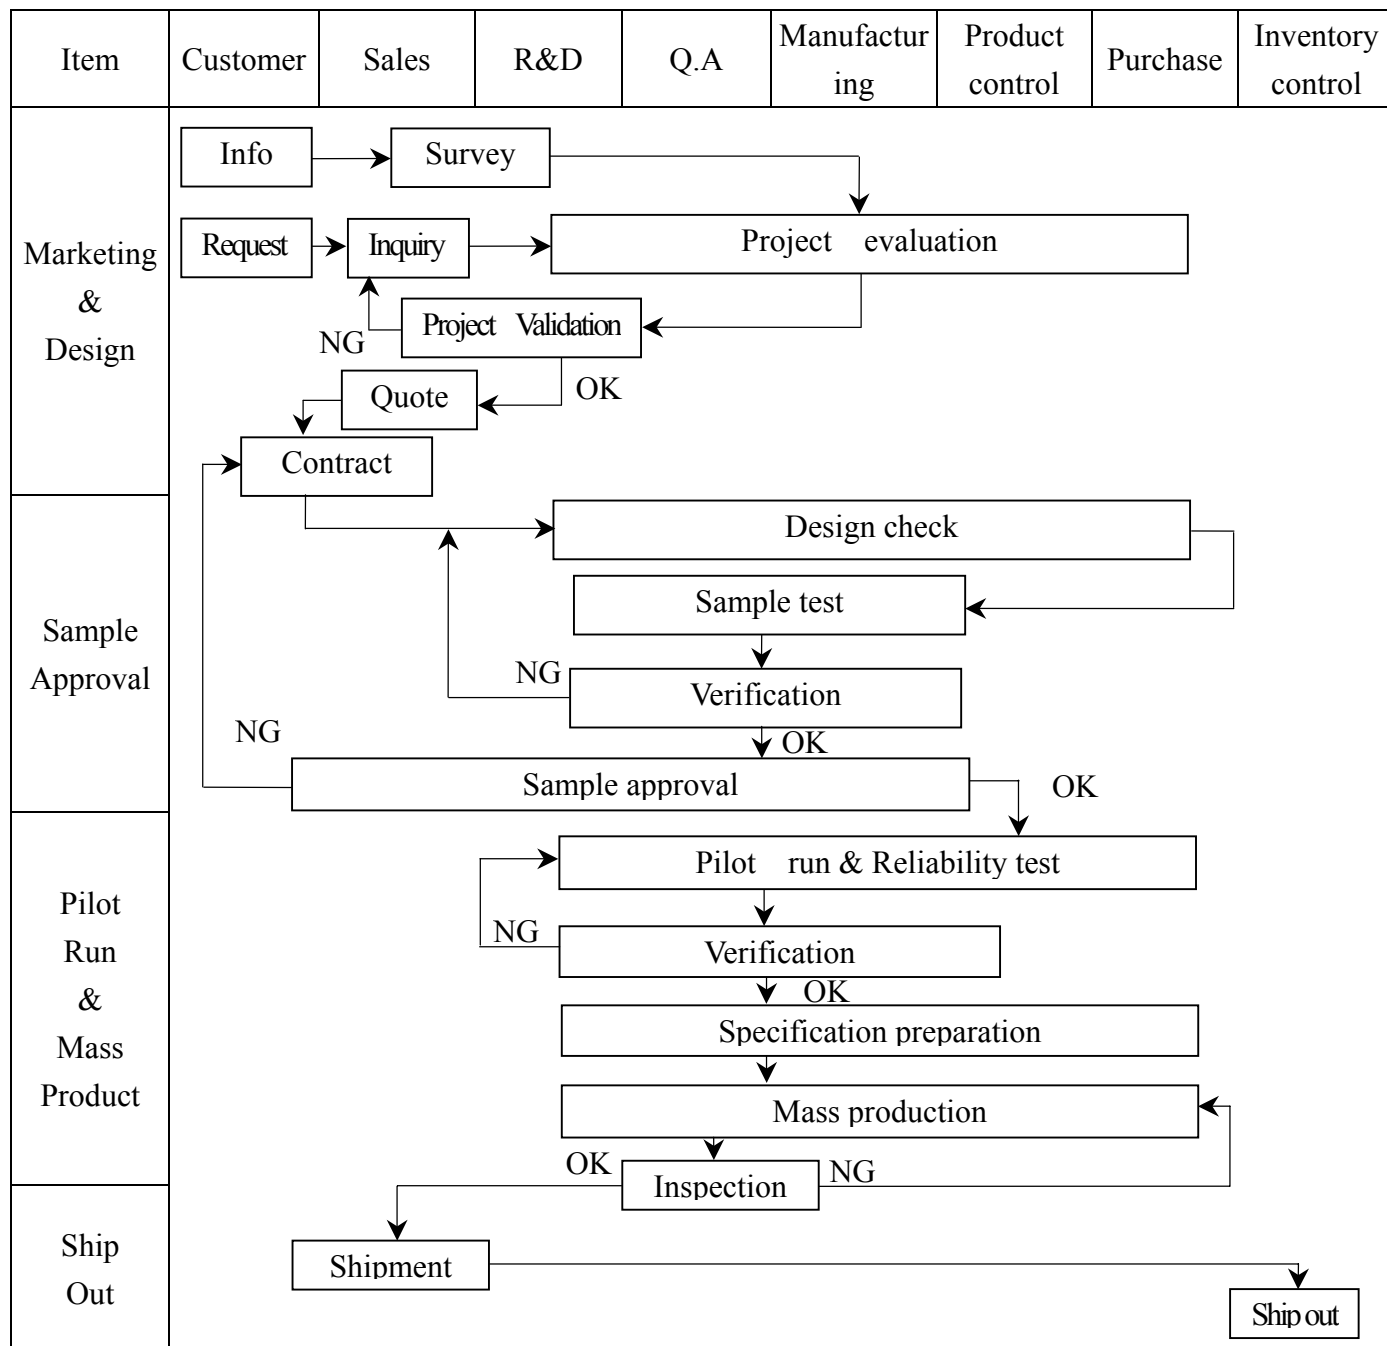 Item
Customer
Sales
R&D
Q.A
Manufactur
ing
Product
control
Purchase
Inventory
control
Marketing
&
Design
Info
Survey
Request
Inquiry
Project evaluation
Project Validation
NG
OK
Quote
Contract
Sample
Approval
Design check
Sample test
NG
Verification
OK
NG
Sample approval
OK
Pilot
Run
&
Mass
Product
Pilot run & Reliability test
NG
Verification
OK
Specification preparation
Mass production
OK
Inspection
NG
Ship
Out
Shipment
Ship out